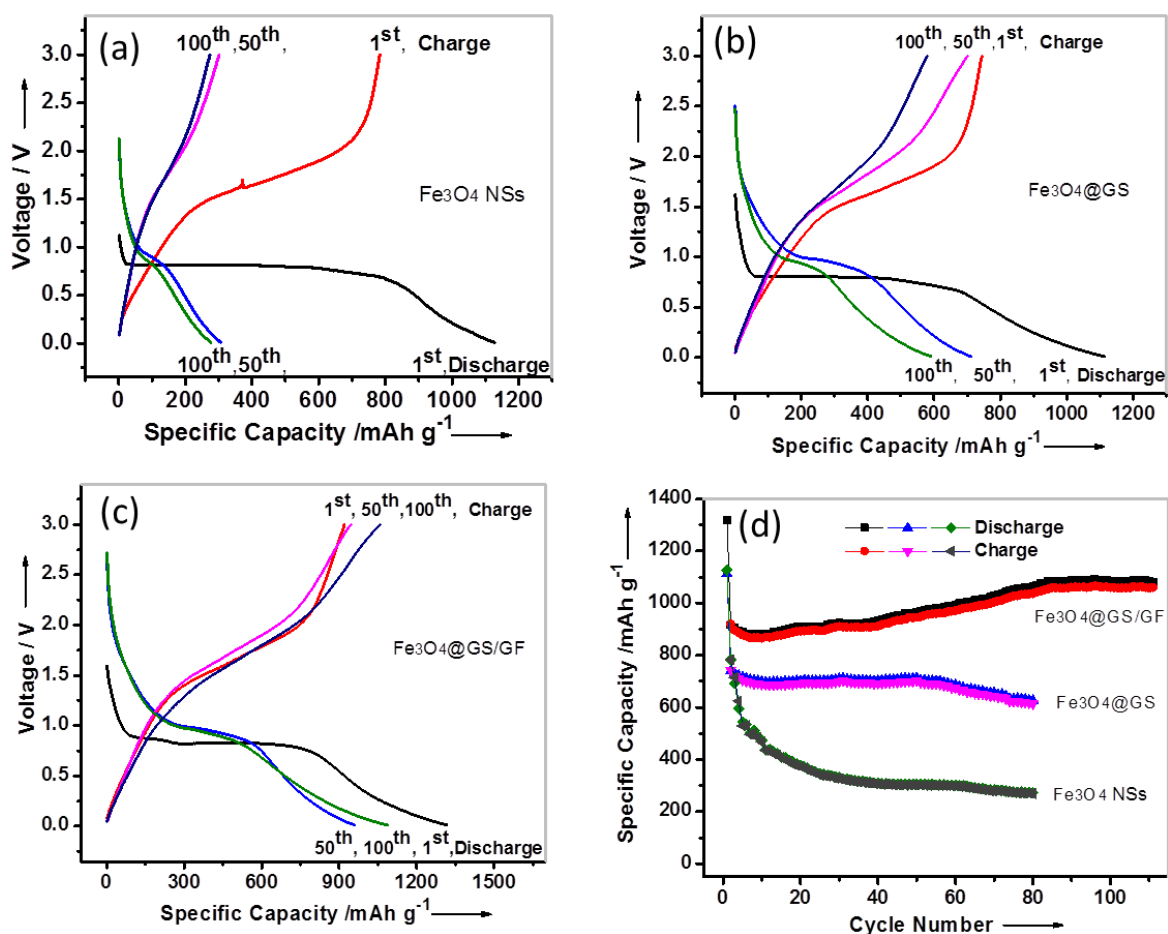 (a)
100th, 50th, 1st, Charge
3.0
2.5
2.0
1.5
1.0
0.5
0.0
Voltage / V
Fe3O4 NSs
100th, 50th, 1st,Discharge
0 200 400 600 800 1000 1200
Specific Capacity /mAh g-1
(b)
100th, 50th,1st, Charge
3.0
2.5
2.0
1.5
1.0
0.5
0.0
Voltage / V
Fe3O4@GS
100th, 50th, 1st, Discharge
0 200 400 600 800 1000 1200
Specific Capacity /mAh g-1
(c)
1st, 50th,100th, Charge
3.0
2.5
2.0
1.5
1.0
0.5
0.0
Voltage / V
Fe3O4@GS/GF
50th, 100th, 1st,Discharge
0 300 600 900 1200 1500
Specific Capacity /mAh g-1
(d)
Discharge
Charge
1400
1200
1000
800
600
400
200
0
Specific Capacity /mAh g-1
Fe3O4@GS/GF
Fe3O4@GS
Fe3O4 NSs
0 20 40 60 80 100
Cycle Number